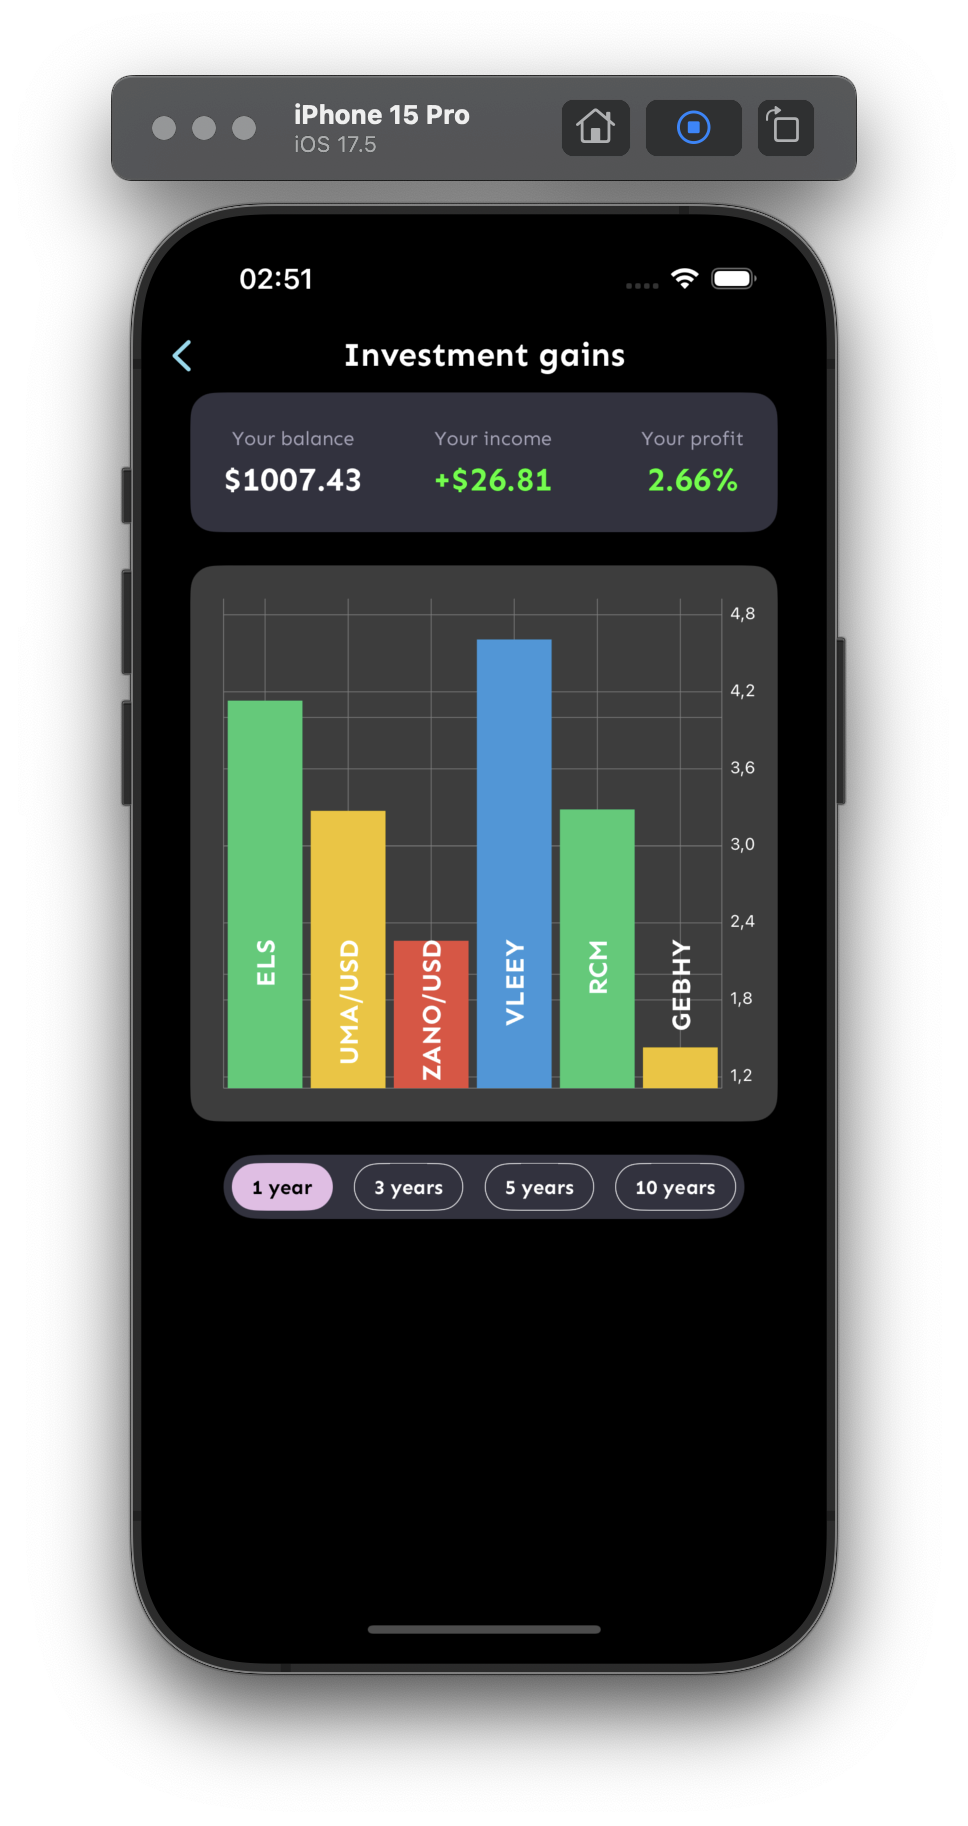 iPhone 15 Pro
iOS 17.5
02:51
Investment gains
Your balance Your income Your profit
$1007.43 +$26.81 2.66%
4,8
4,2
3,6
3,0
2,4
1,8
1,2
ELS
UMA/USD
ZANO/USD
VLEEY
RCM
GEBHY
1 year 3 years 5 years 10 years